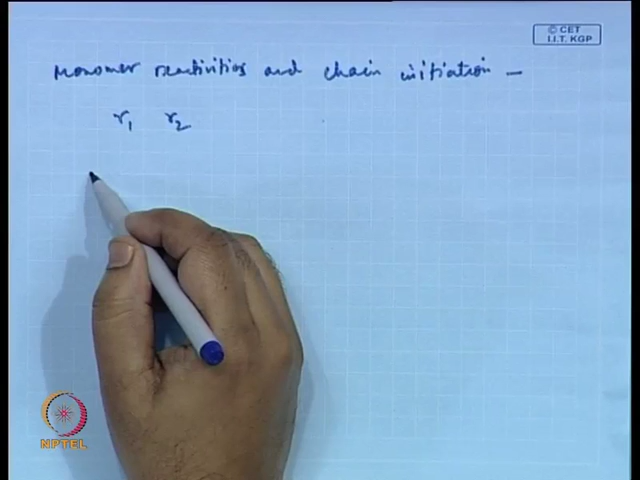 © CET
I.I.T. KGP
Monomer reactivities and chain initiation –
r1 r2
NPTEL